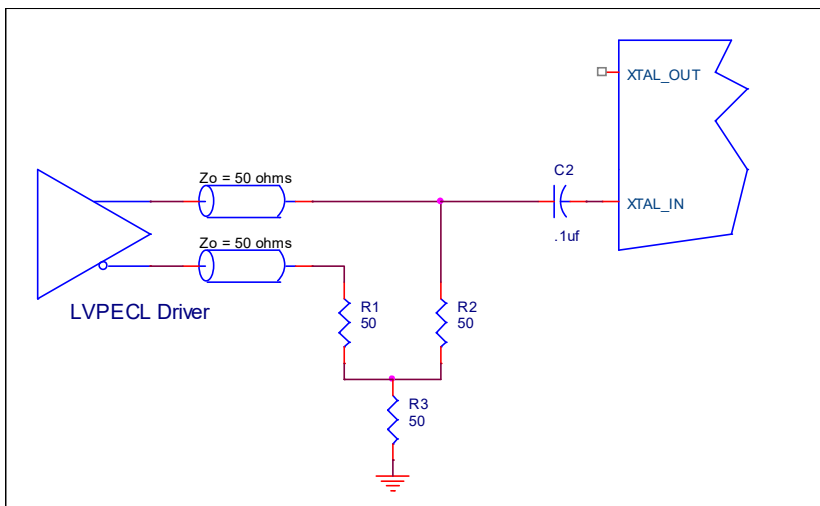 XTAL_OUT
Zo = 50 ohms
C2
XTAL_IN
.1uf
Zo = 50 ohms
LVPECL Driver
R1
50
R2
50
R3
50